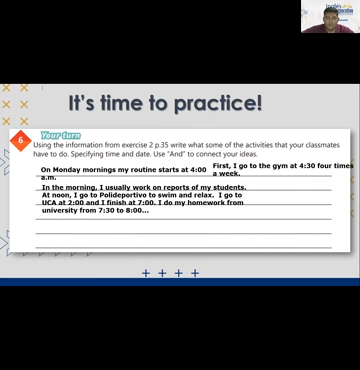 Inglés
It's time to practice!
Your turn
6
Using the information from exercise 2 p.35 write what some of the activities that your classmates
have to do. Specifying time and date. Use "And" to connect your ideas.
On Monday mornings my routine starts at 4:00
a.m.
First, I go to the gym at 4:30 four times
a week.
In the morning, I usually work on reports of my students.
At noon, I go to Polideportivo to swim and relax.  I go to
UCA at 2:00 and I finish at 7:00. I do my homework from
university from 7:30 to 8:00...